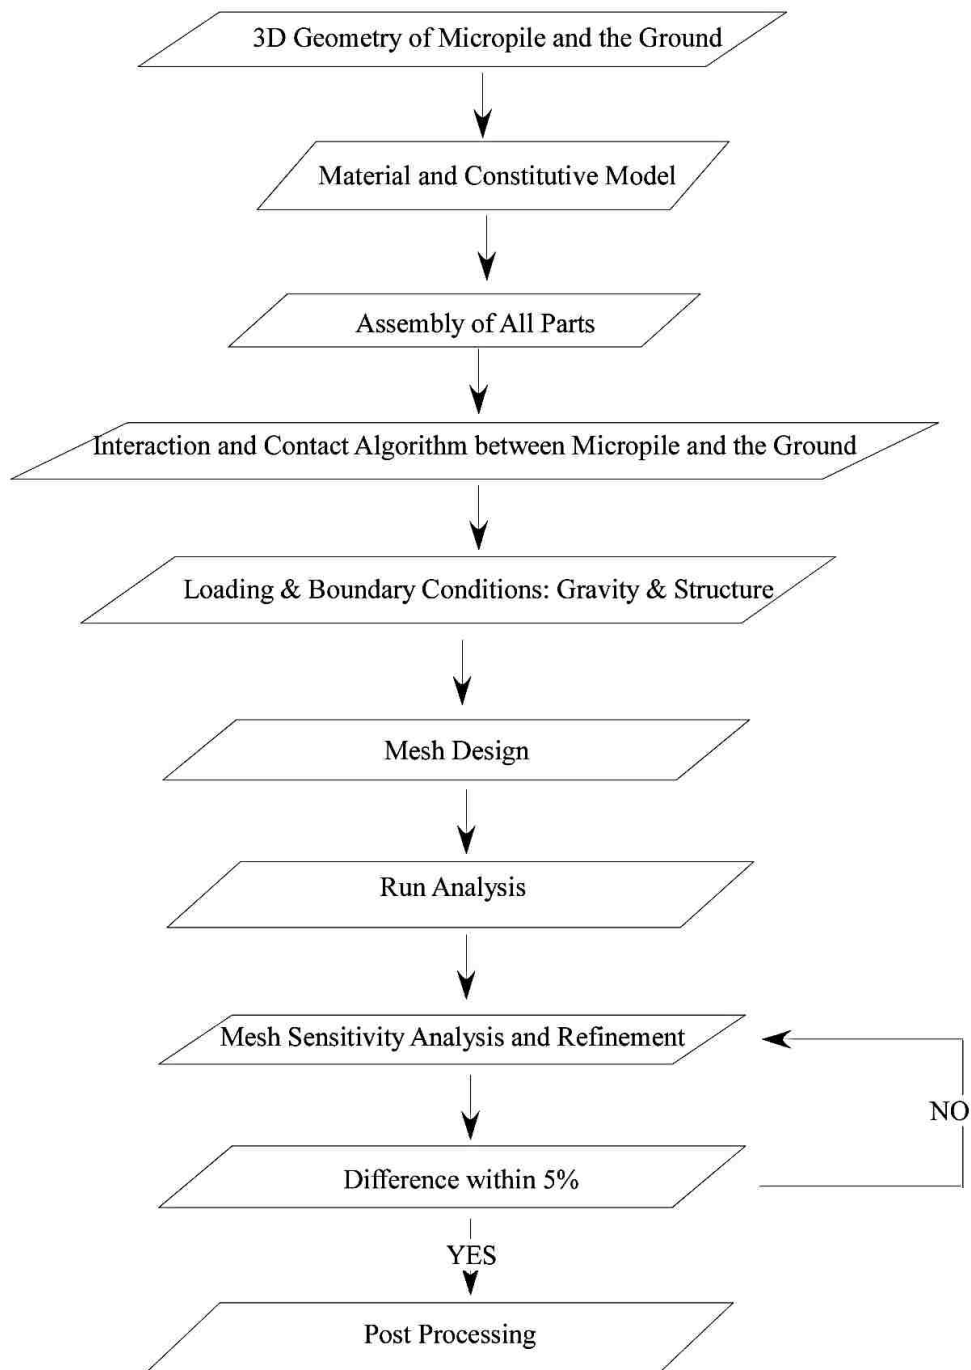 3D Geometry of Micropile and the Ground
Material and Constitutive Model
Assembly of All Parts
Interaction and Contact Algorithm between Micropile and the Ground
Loading & Boundary Conditions: Gravity & Structure
Mesh Design
Run Analysis
Mesh Sensitivity Analysis and Refinement
NO
Difference within 5%
YES
Post Processing